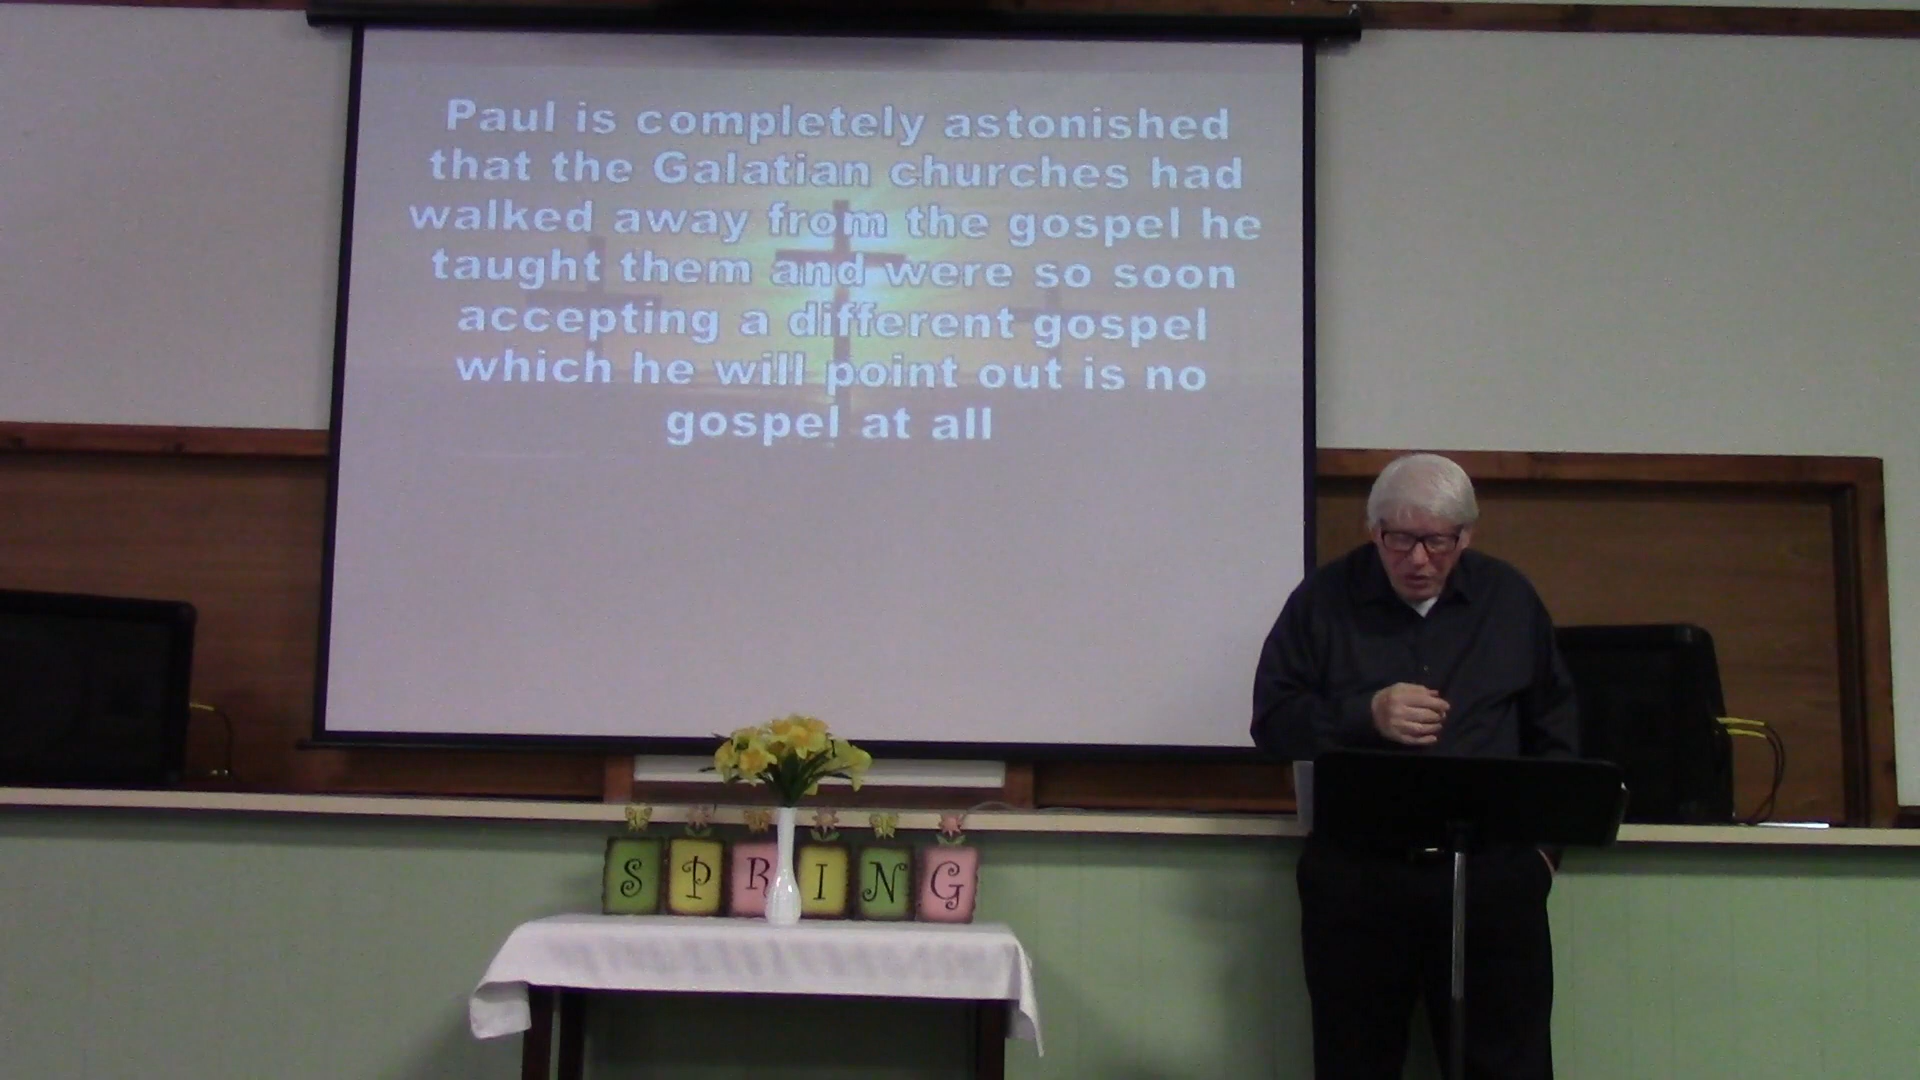 Paul is completely astonished
that the Galatian churches had
walked away from the gospel he
taught them and were so soon
accepting a different gospel
which he will point out is no
gospel at all
SPRING